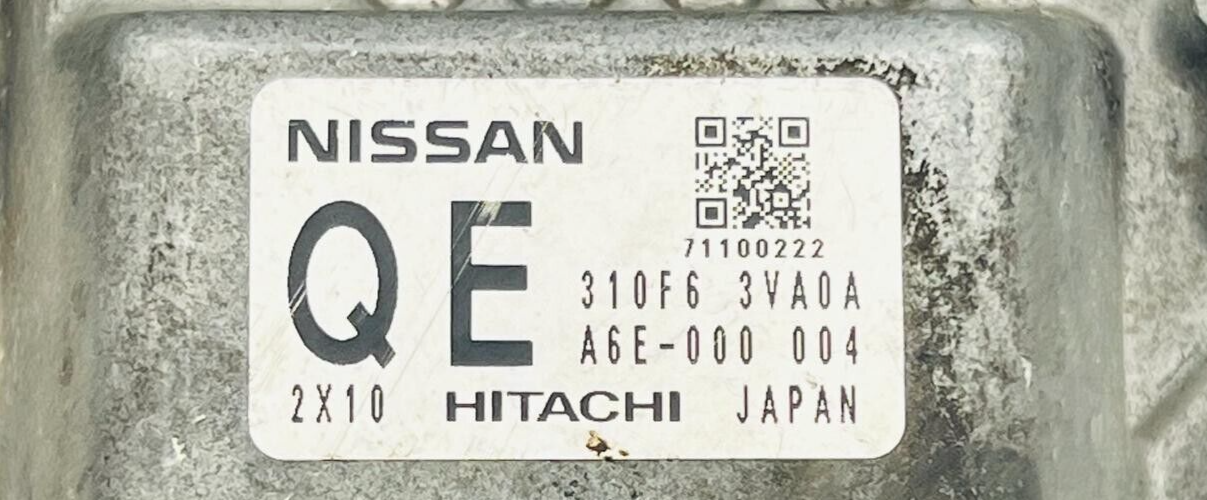 NISSAN
71100222
QE
310F6 3VA0A
A6E-000 004
2X10 HITACHI JAPAN